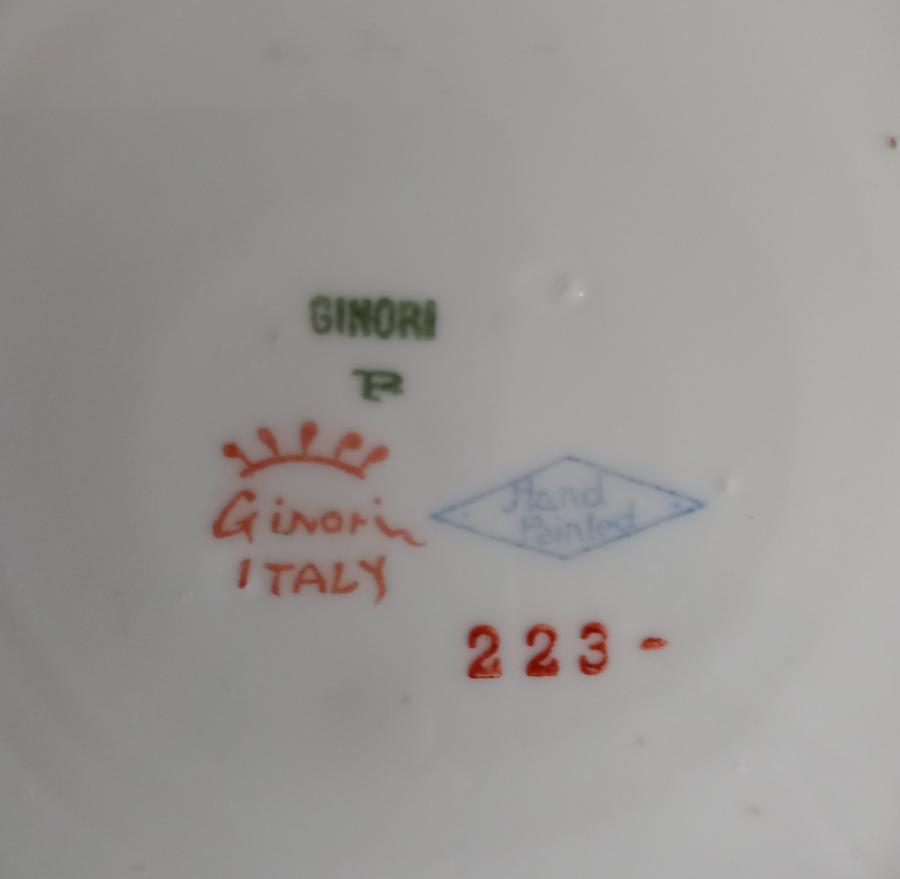 GINORI
R
Ginori
ITALY
Hand
Painted
223-